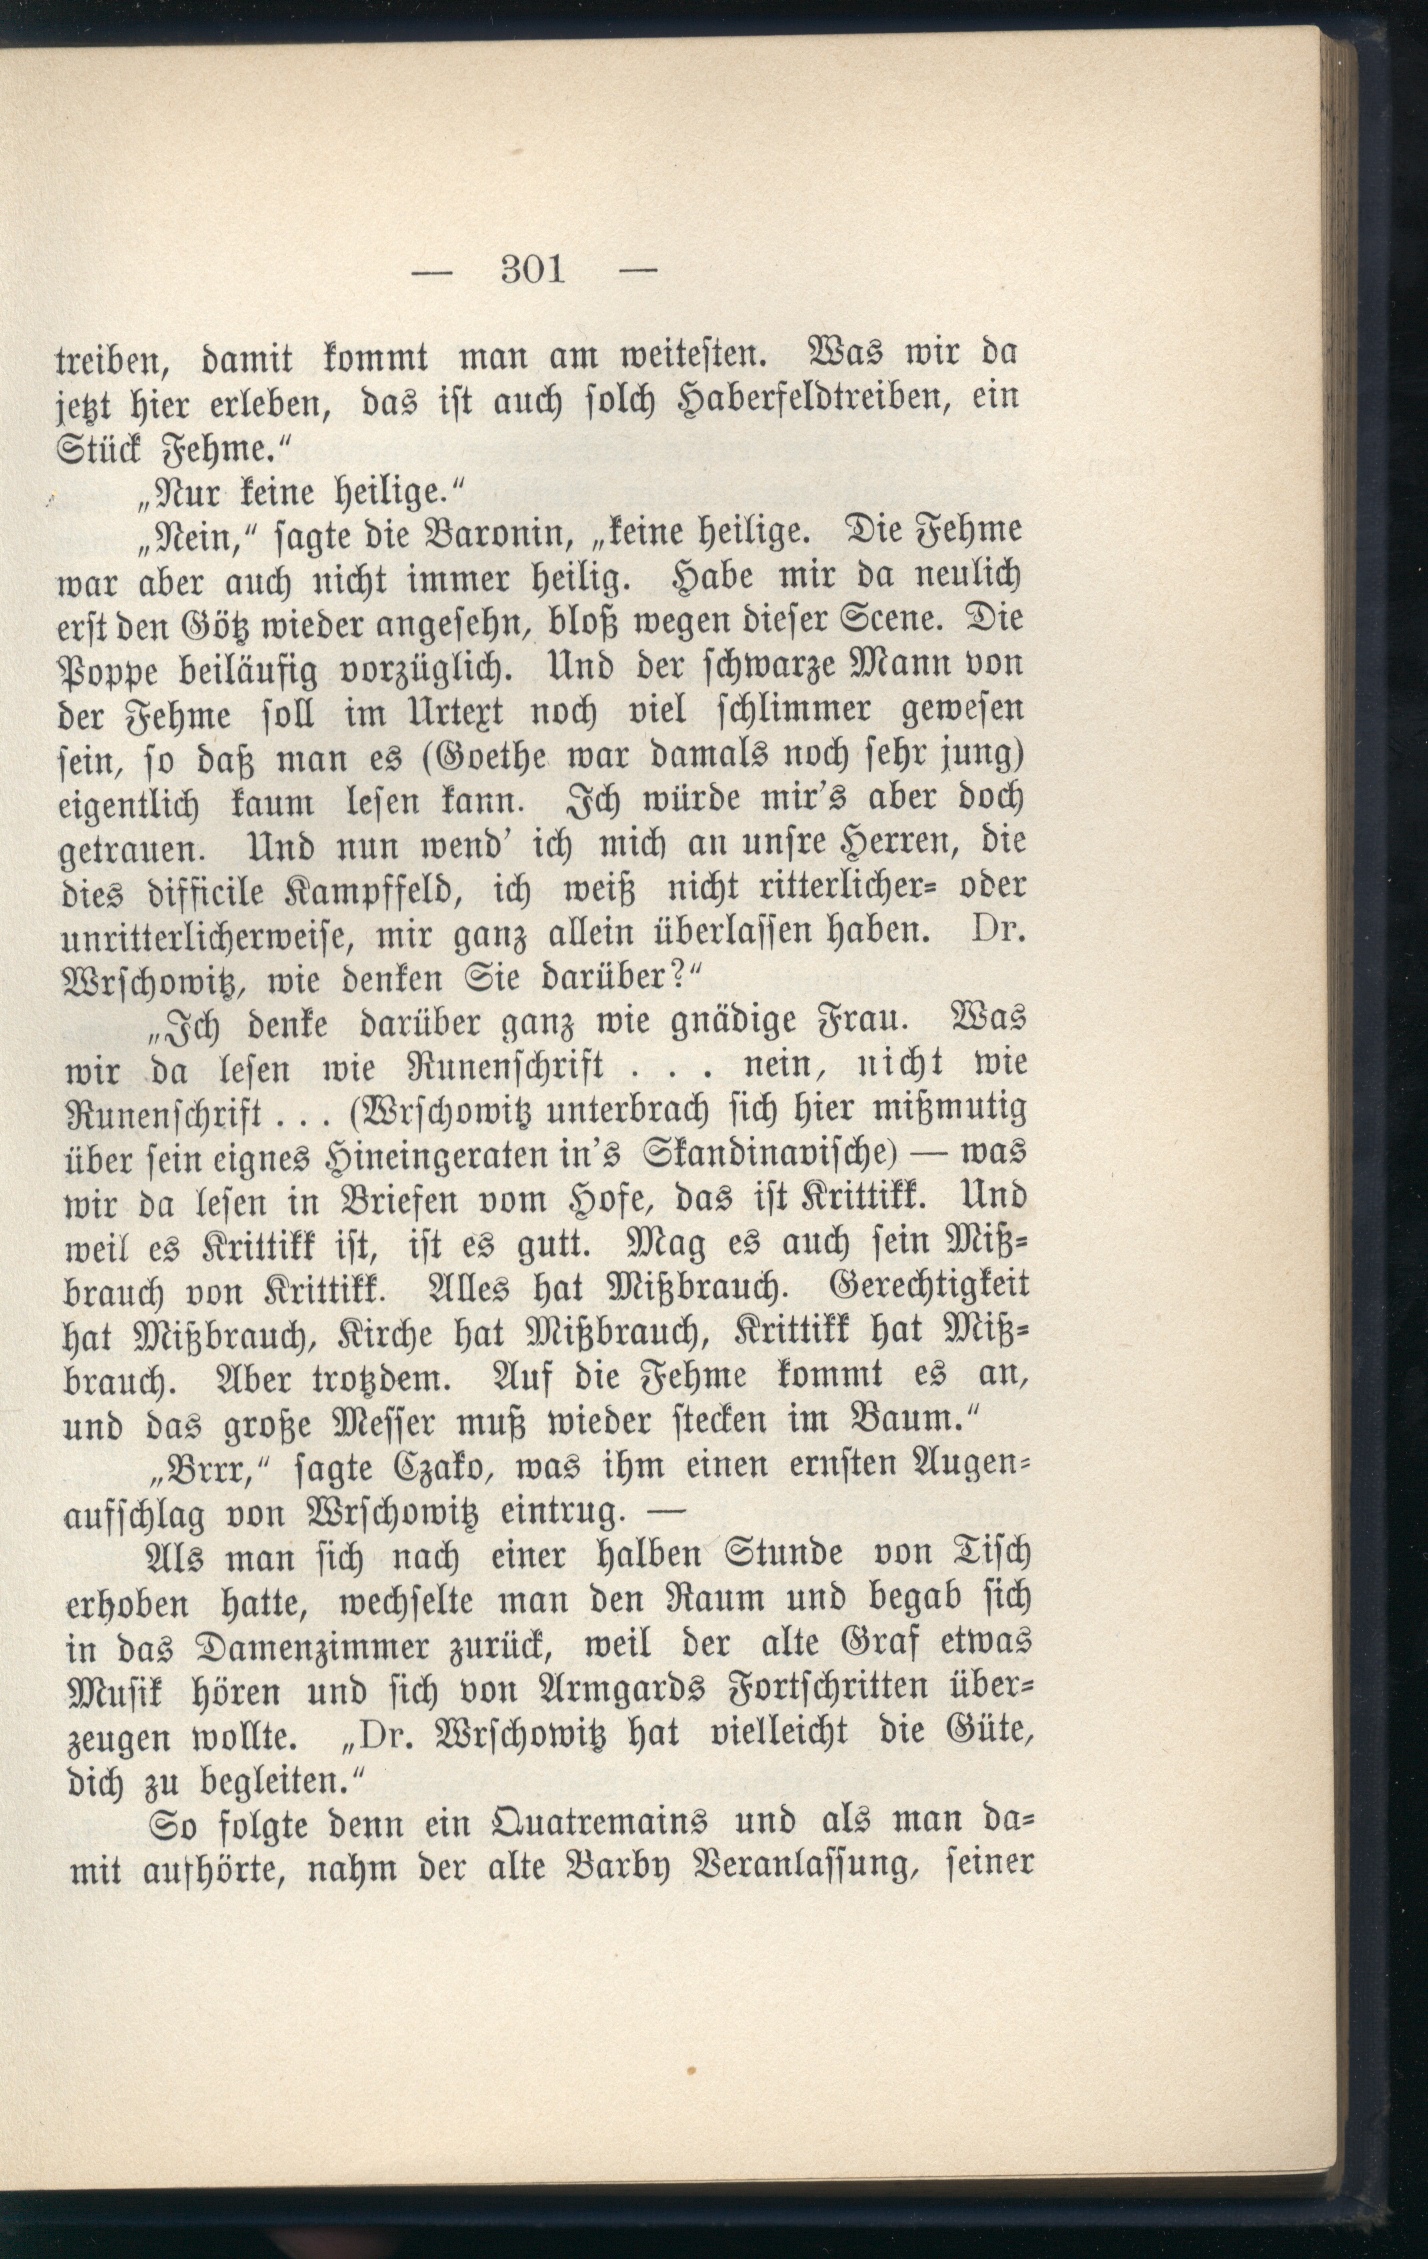 — 301 —
treiben, damit kommt man am weitesten. Was wir da
jetzt hier erleben, das ist auch solch Haberfeldtreiben, ein
Stück Fehme.“
„Nur keine heilige.“
„Nein,“ sagte die Baronin, „keine heilige. Die Fehme
war aber auch nicht immer heilig. Habe mir da neulich
erst den Götz wieder angesehn, bloß wegen dieser Scene. Die
Poppe beiläufig vorzüglich. Und der schwarze Mann von
der Fehme soll im Urtext noch viel schlimmer gewesen
sein, so daß man es (Goethe war damals noch sehr jung)
eigentlich kaum lesen kann. Ich würde mir’s aber doch
getrauen. Und nun wend’ ich mich an unsre Herren, die
dies difficile Kampffeld, ich weiß nicht ritterlicher- oder
unritterlicherweise, mir ganz allein überlassen haben. Dr.
Wrschowitz, wie denken Sie darüber?“
„Ich denke darüber ganz wie gnädige Frau. Was
wir da lesen wie Runenschrift . . . nein, nicht wie
Runenschrift . . . (Wrschowitz unterbrach sich hier mißmutig
über sein eignes Hineingeraten in’s Skandinavische) — was
wir da lesen in Briefen vom Hofe, das ist Krittikk. Und
weil es Krittikk ist, ist es gutt. Mag es auch sein Miß-
brauch von Krittikk. Alles hat Mißbrauch. Gerechtigkeit
hat Mißbrauch, Kirche hat Mißbrauch, Krittikk hat Miß-
brauch. Aber trotzdem. Auf die Fehme kommt es an,
und das große Messer muß wieder stecken im Baum.“
„Brrr,“ sagte Czako, was ihm einen ernsten Augen-
aufschlag von Wrschowitz eintrug. —
Als man sich nach einer halben Stunde von Tisch
erhoben hatte, wechselte man den Raum und begab sich
in das Damenzimmer zurück, weil der alte Graf etwas
Musik hören und sich von Armgards Fortschritten über-
zeugen wollte. „Dr. Wrschowitz hat vielleicht die Güte,
dich zu begleiten.“
So folgte denn ein Quatremains und als man da-
mit aufhörte, nahm der alte Barby Veranlassung, seiner